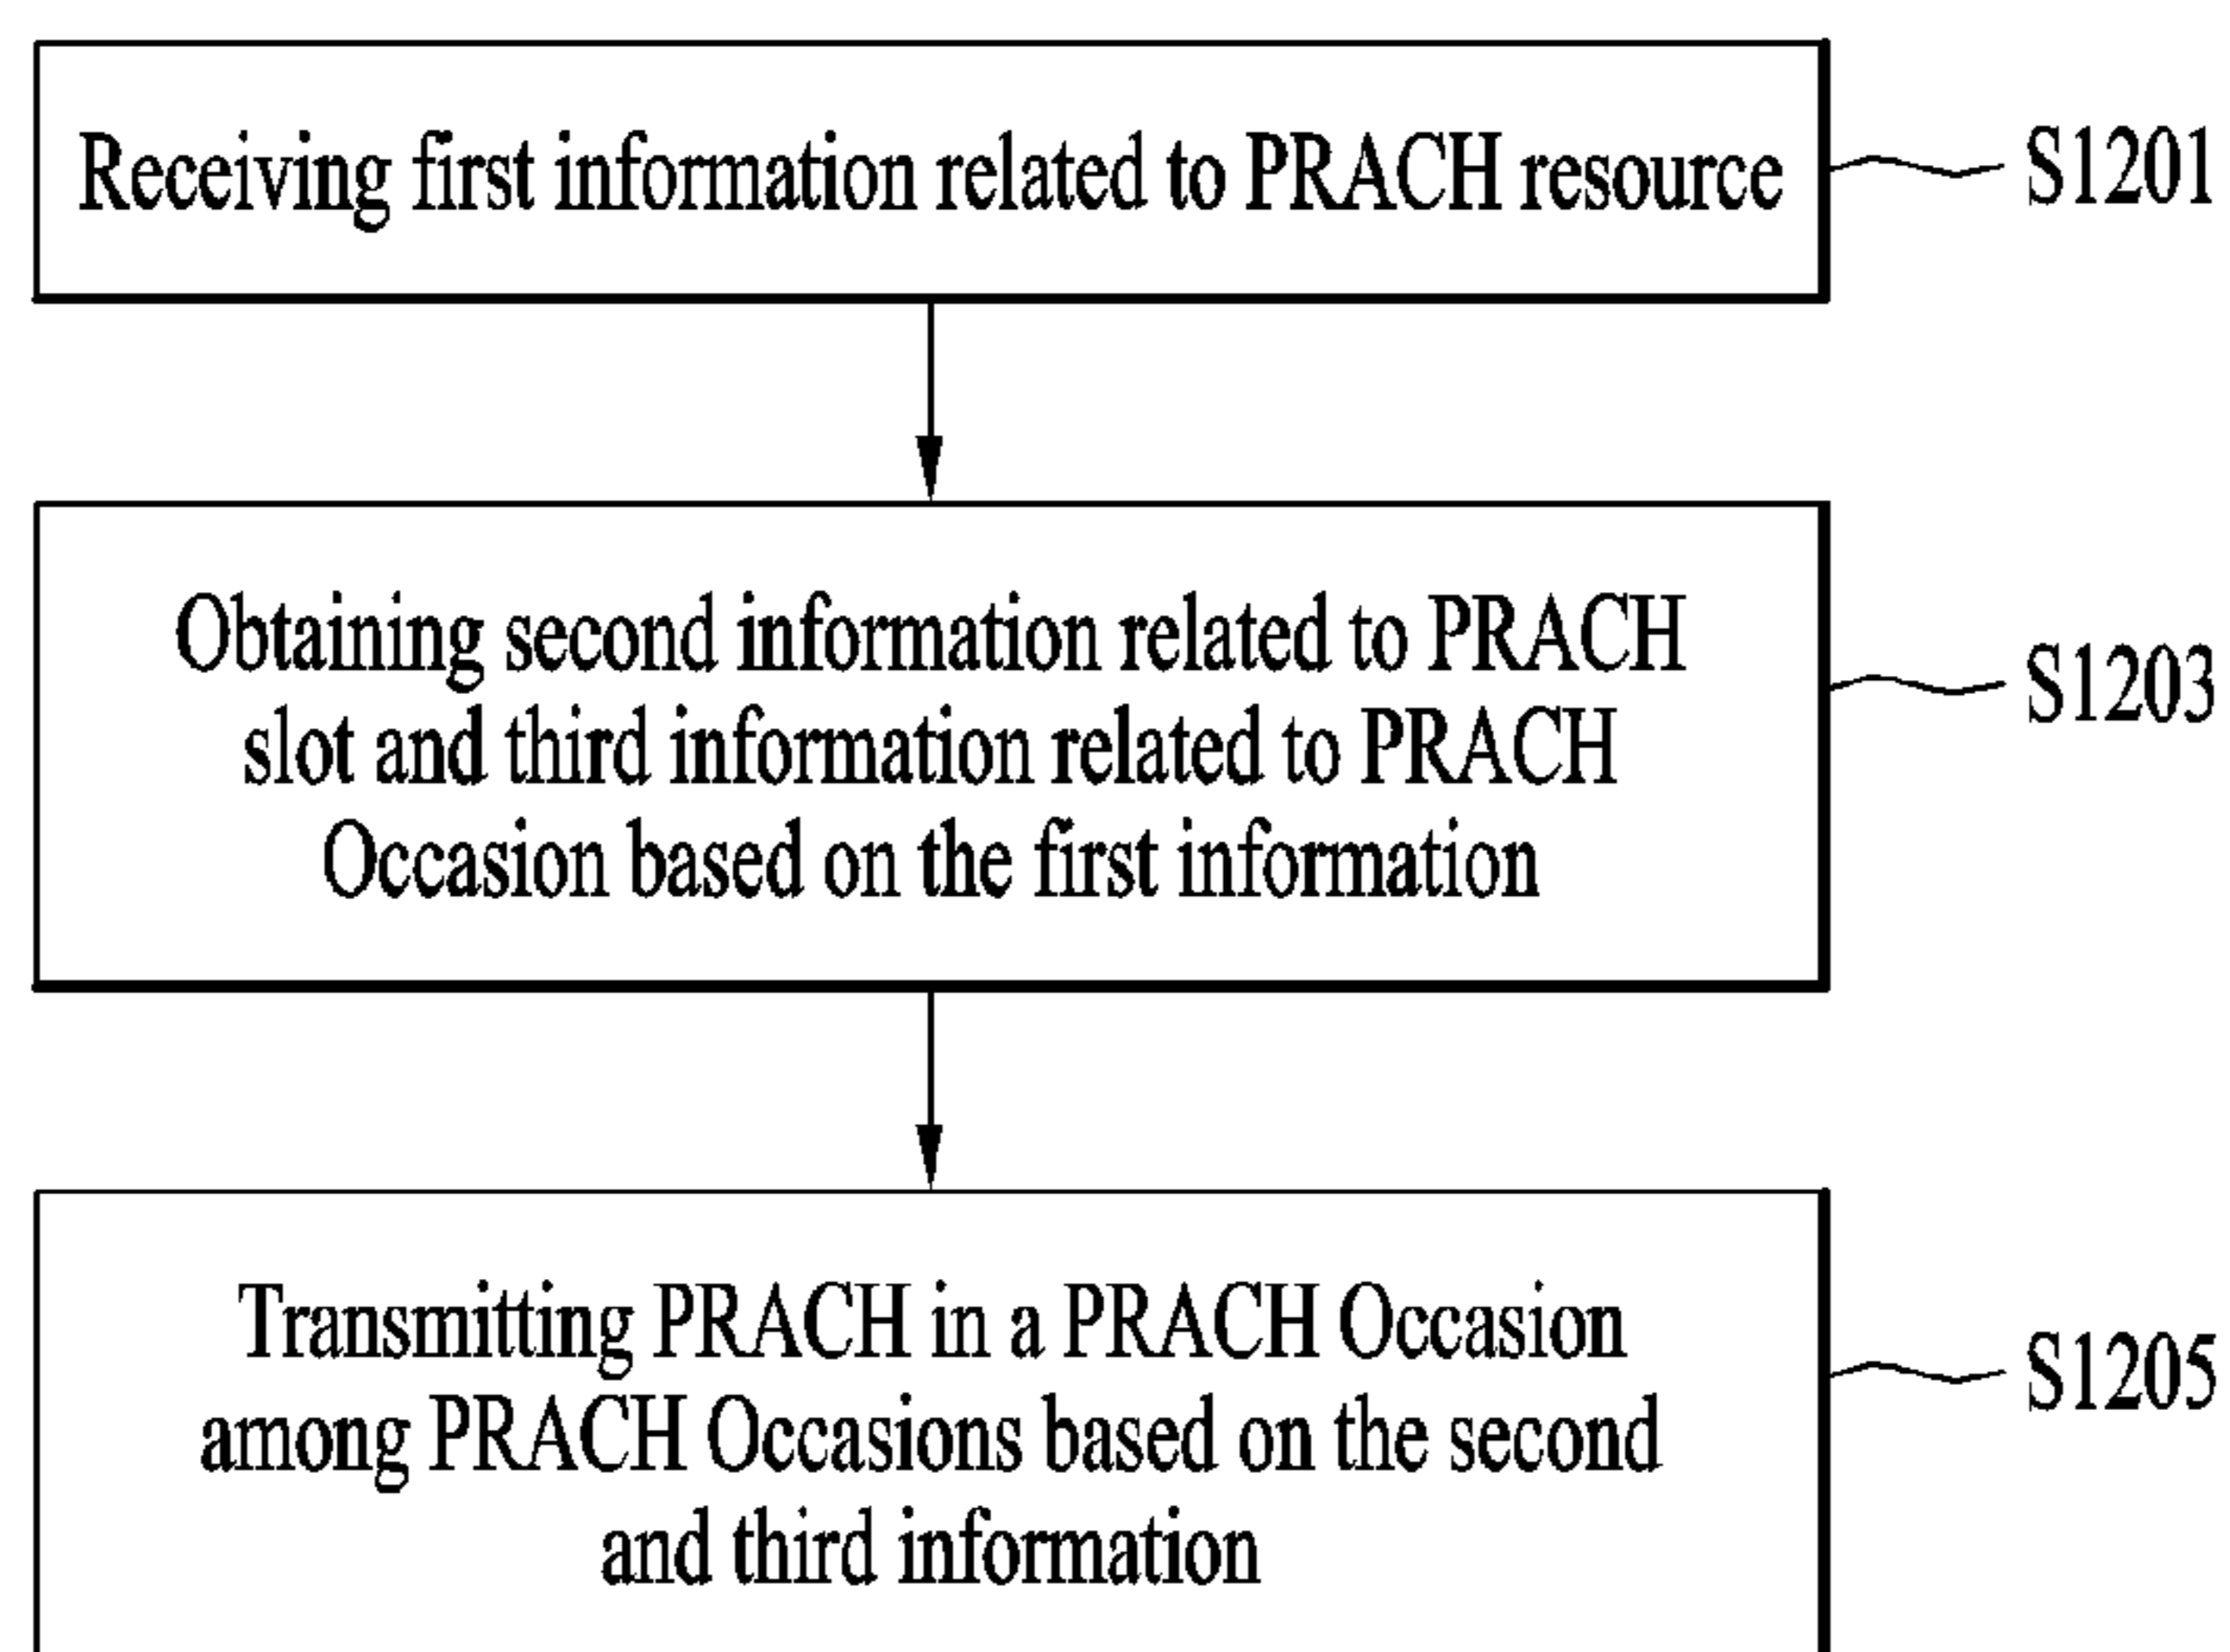 Receiving first information related to PRACH resource
S1201
Obtaining second information related to PRACH
slot and third information related to PRACH
Occasion based on the first information
S1203
Transmitting PRACH in a PRACH Occasion
among PRACH Occasions based on the second
and third information
S1205